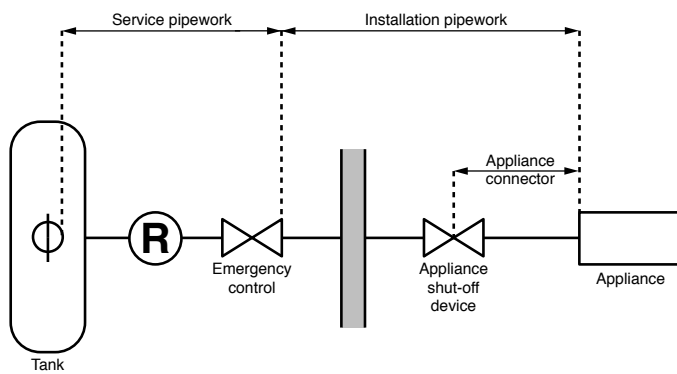 Service pipework
Installation pipework
Appliance
connector
R
Emergency
control
Appliance
shut-off
device
Appliance
Tank